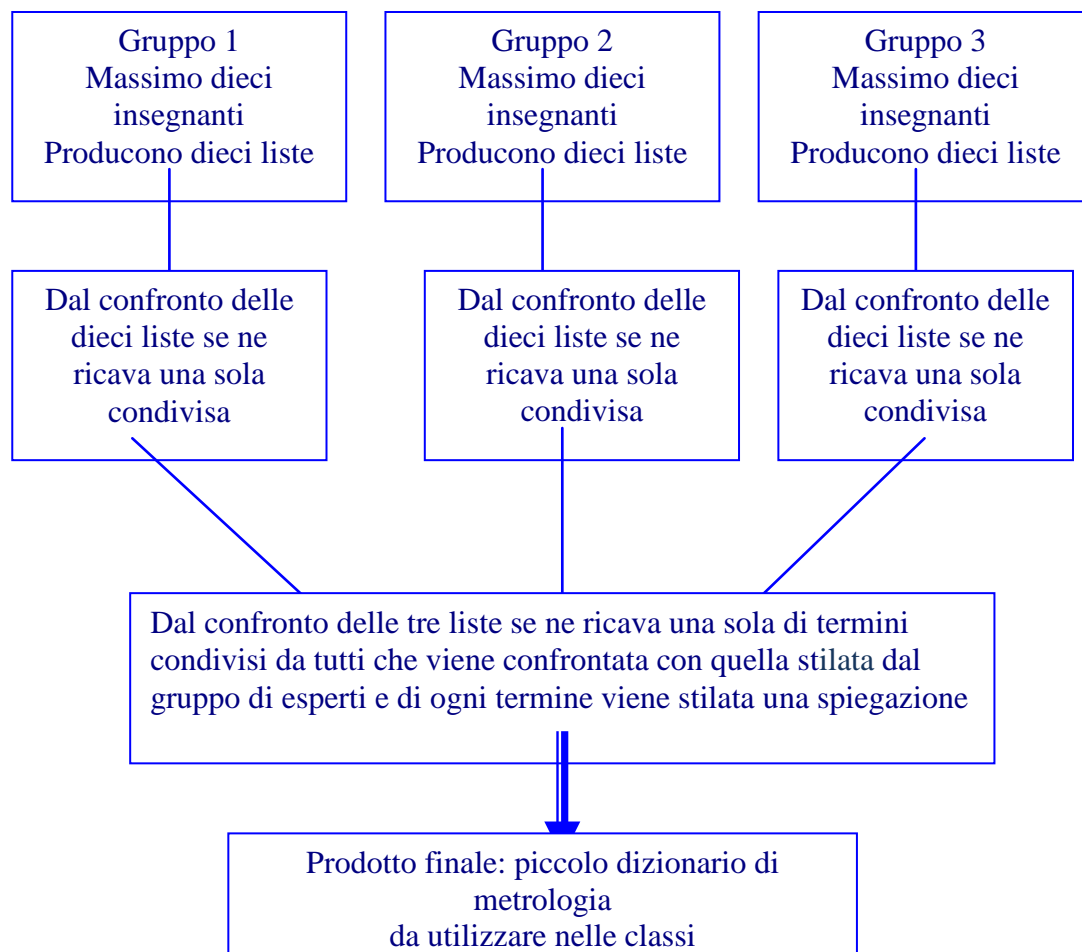 Gruppo 1
Massimo dieci
insegnanti
Producono dieci liste
Gruppo 2
Massimo dieci
insegnanti
Producono dieci liste
Gruppo 3
Massimo dieci
insegnanti
Producono dieci liste
Dal confronto delle
dieci liste se ne
ricava una sola
condivisa
Dal confronto delle
dieci liste se ne
ricava una sola
condivisa
Dal confronto delle
dieci liste se ne
ricava una sola
condivisa
Dal confronto delle tre liste se ne ricava una sola di termini
condivisi da tutti che viene confrontata con quella stilata dal
gruppo di esperti e di ogni termine viene stilata una spiegazione
Prodotto finale: piccolo dizionario di
metrologia
da utilizzare nelle classi